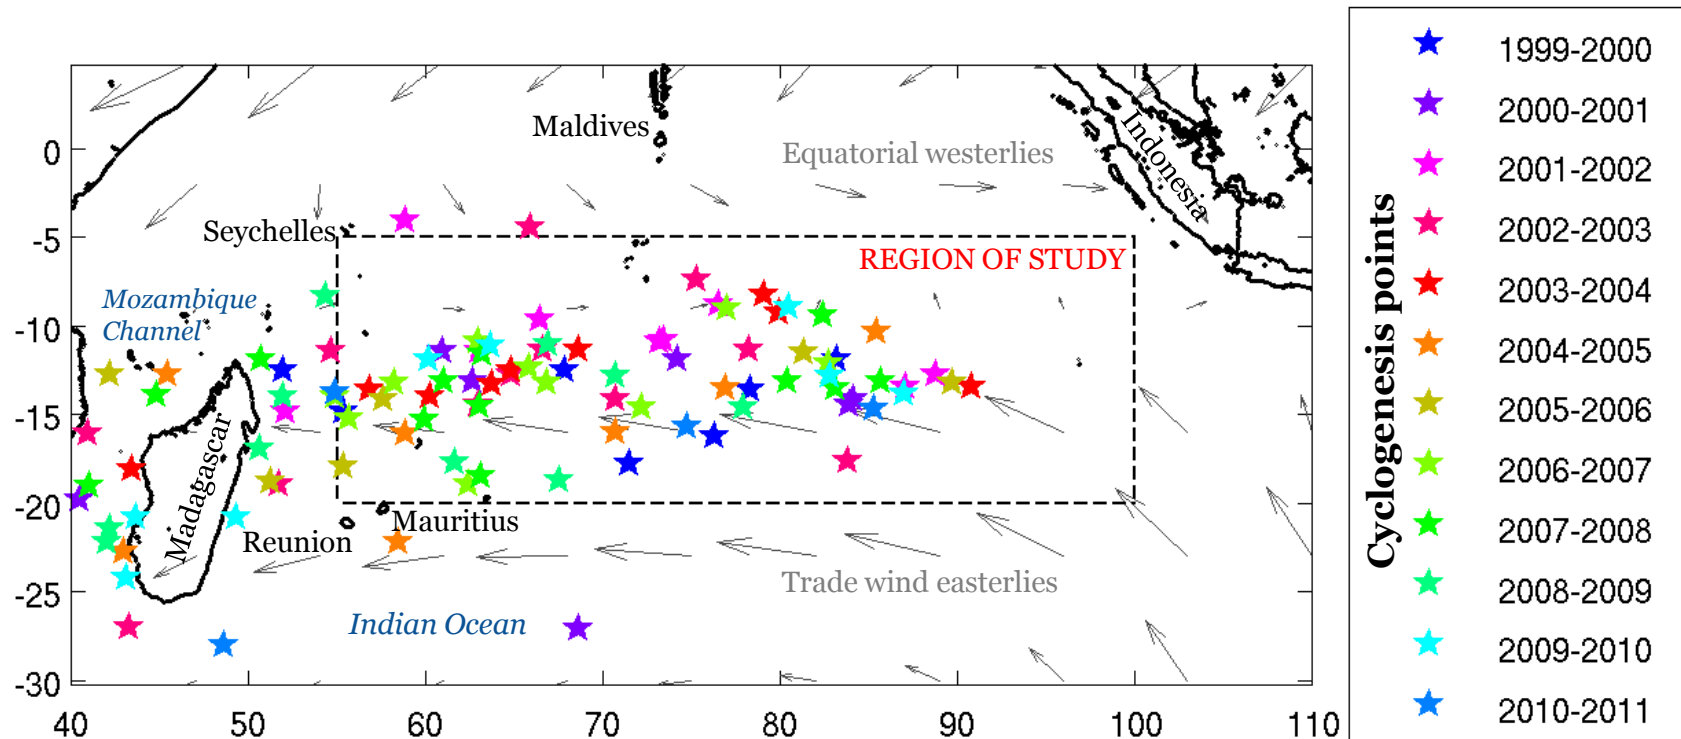 Maldives
Equatorial westerlies
Indonesia
Seychelles
REGION OF STUDY
Mozambique
Channel
Madagascar
Reunion
Mauritius
Trade wind easterlies
Indian Ocean
0
-5
-10
-15
-20
-25
-30
40
50
60
70
80
90
100
110
Cyclogenesis points
1999-2000
2000-2001
2001-2002
2002-2003
2003-2004
2004-2005
2005-2006
2006-2007
2007-2008
2008-2009
2009-2010
2010-2011